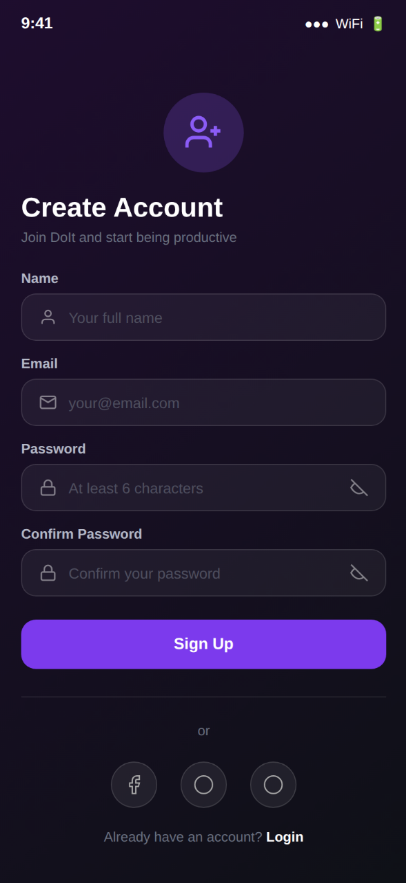 9:41
WiFi
Create Account
Join DoIt and start being productive
Name
Your full name
Email
your@email.com
Password
At least 6 characters
Confirm Password
Confirm your password
Sign Up
or
Already have an account? Login